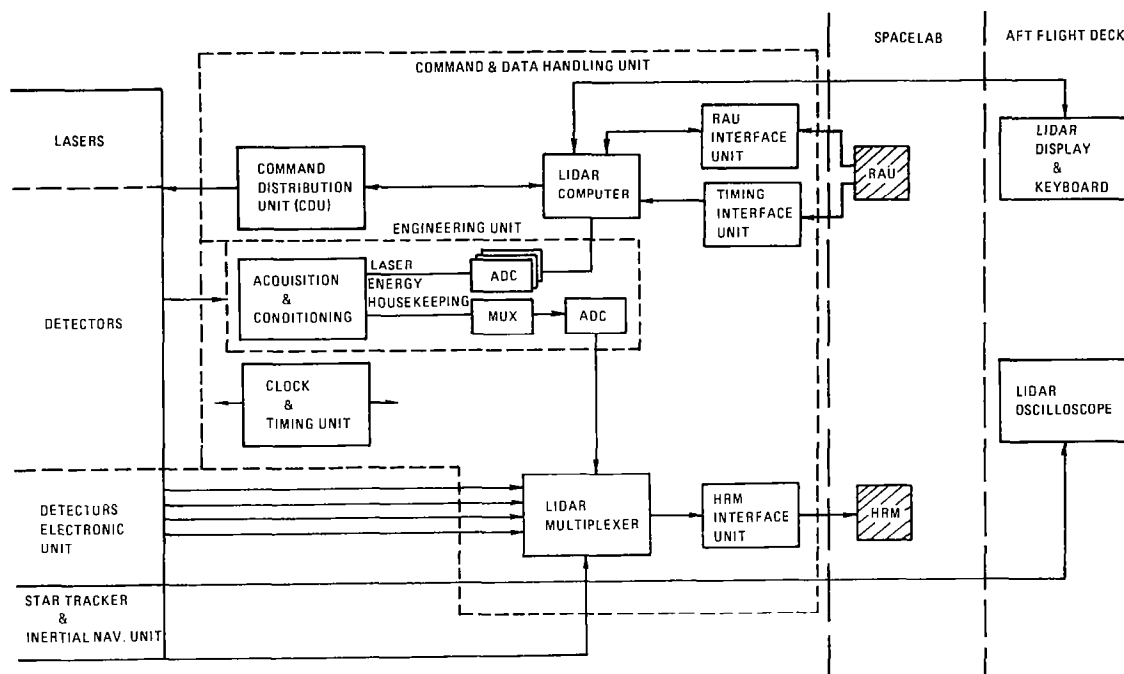 SPACELAB
AFT FLIGHT DECK
COMMAND & DATA HANDLING UNIT
LASERS
COMMAND
DISTRIBUTION
UNIT (CDU)
LIDAR
COMPUTER
RAU
INTERFACE
UNIT
TIMING
INTERFACE
UNIT
RAU
LIDAR
DISPLAY
&
KEYBOARD
ENGINEERING UNIT
DETECTORS
ACQUISITION
&
CONDITIONING
LASER
ENERGY
HOUSEKEEPING
ADC
MUX
ADC
CLOCK
&
TIMING UNIT
LIDAR
OSCILLOSCOPE
DETECTURS
ELECTRONIC
UNIT
LIDAR
MULTIPLEXER
HRM
INTERFACE
UNIT
HRM
STAR TRACKER
&
INERTIAL NAV. UNIT